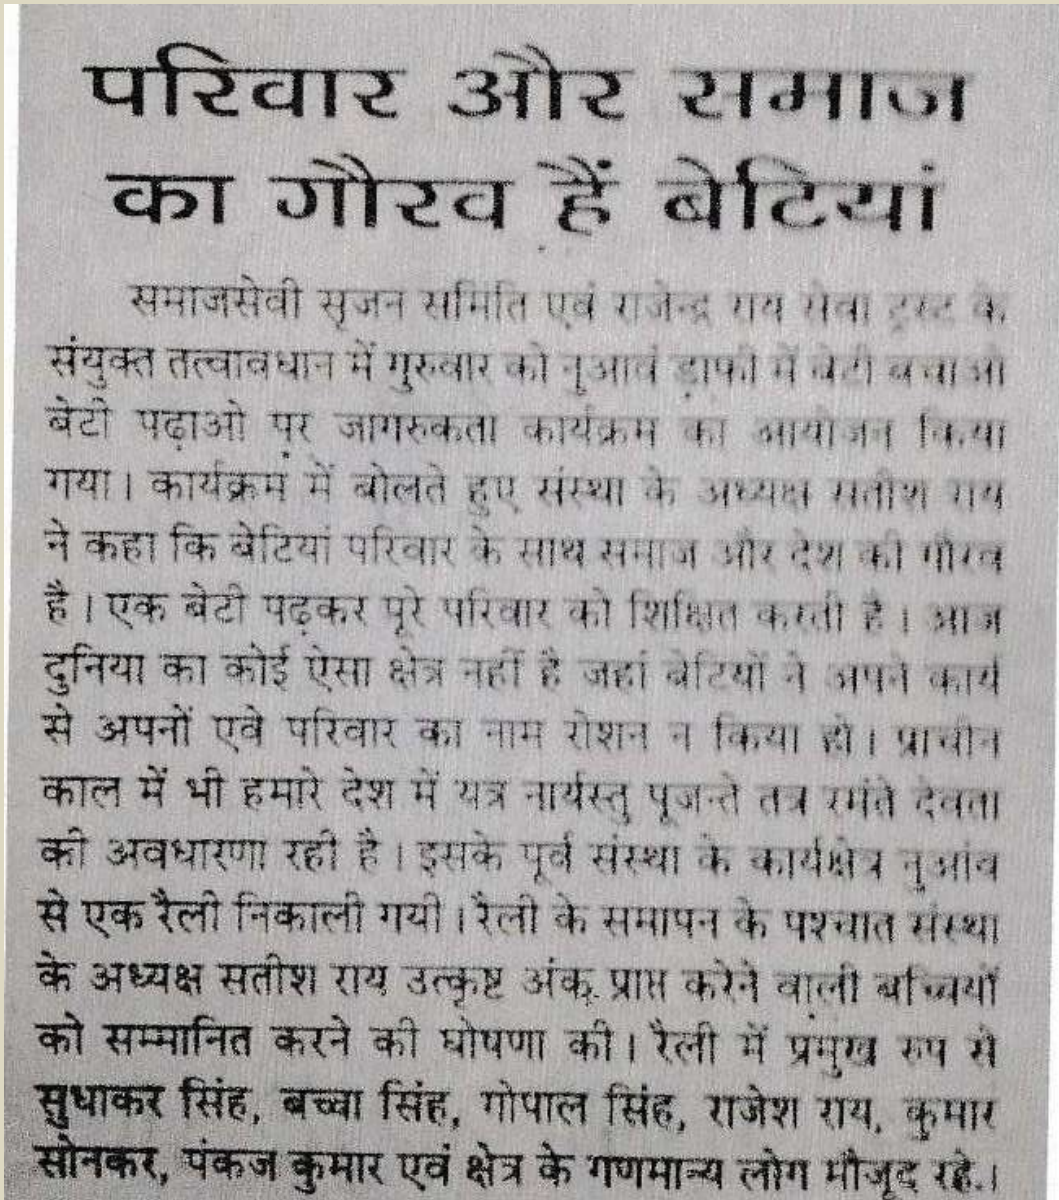 परिवार और समाज
का गौरव हैं बेटियां
समाजसेवी सृजन समिति एवं राजेन्द्र राय सेवा ट्रस्ट के
संयुक्त तत्वावधान में गुरुवार को नुआवं ड़ाफी में बेटी बचाओ
बेटी पढ़ाओ पर जागरुकता कार्यक्रम का आयोजन किया
गया। कार्यक्रमं में बोलते हुए संस्था के अध्यक्ष सतीश राय
ने कहा कि बेटियां परिवार के साथ समाज और देश की गौरव
है। एक बेटी पढ़कर पूरे परिवार को शिक्षित करती है। आज
दुनिया का कोई ऐसा क्षेत्र नहीं है जहां बेटियों ने अपने कार्य
से अपनों एवे परिवार का नाम रोशन न किया हो। प्राचीन
काल में भी हमारे देश में यत्र नार्यस्तु पूजन्ते तत्र रमंते देवता
की अवधारणा रही है। इसके पूर्व संस्था के कार्यक्षेत्र नुआंव
से एक रैली निकाली गयी। रैली के समापन के पश्चात संस्था
के अध्यक्ष सतीश राय उत्कृष्ट अंक प्राप्त करेने वाली बच्चियों
को सम्मानित करने की घोषणा की। रैली में प्रमुख रुप से
सुधाकर सिंह, बच्चा सिंह, गोपाल सिंह, राजेश राय, कुमार
सोनकर, पंकज कुमार एवं क्षेत्र के गणमान्य लोग मौजूद रहे.।